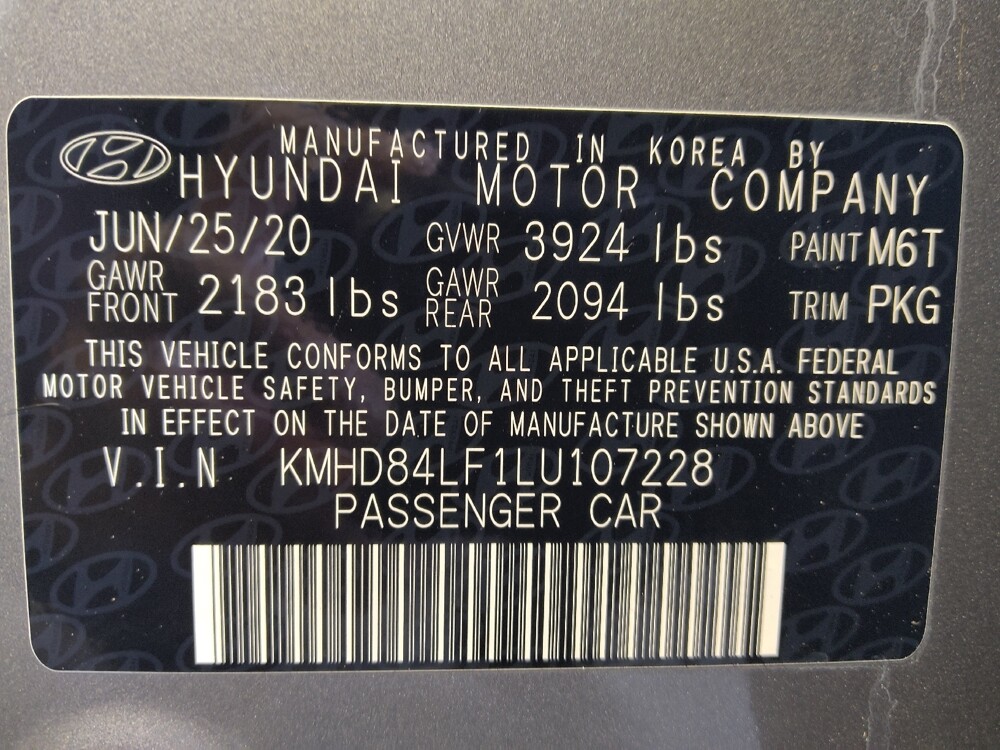 MANUFACTURED IN KOREA BY
HYUNDAI MOTOR COMPANY
JUN/25/20 GVWR 3924 lbs PAINT M6T
GAWR FRONT 2183 lbs GAWR REAR 2094 lbs TRIM PKG
THIS VEHICLE CONFORMS TO ALL APPLICABLE U.S.A. FEDERAL
MOTOR VEHICLE SAFETY, BUMPER, AND THEFT PREVENTION STANDARDS
IN EFFECT ON THE DATE OF MANUFACTURE SHOWN ABOVE
V.I.N KMHD84LF1LU107228
PASSENGER CAR